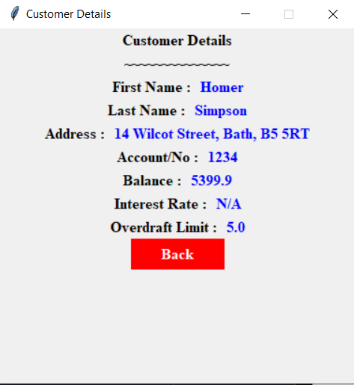 Customer Details
Customer Details
~~~~~~~~~~~~~~~
First Name : Homer
Last Name : Simpson
Address : 14 Wilcot Street, Bath, B5 5RT
Account/No : 1234
Balance : 5399.9
Interest Rate : N/A
Overdraft Limit : 5.0
Back